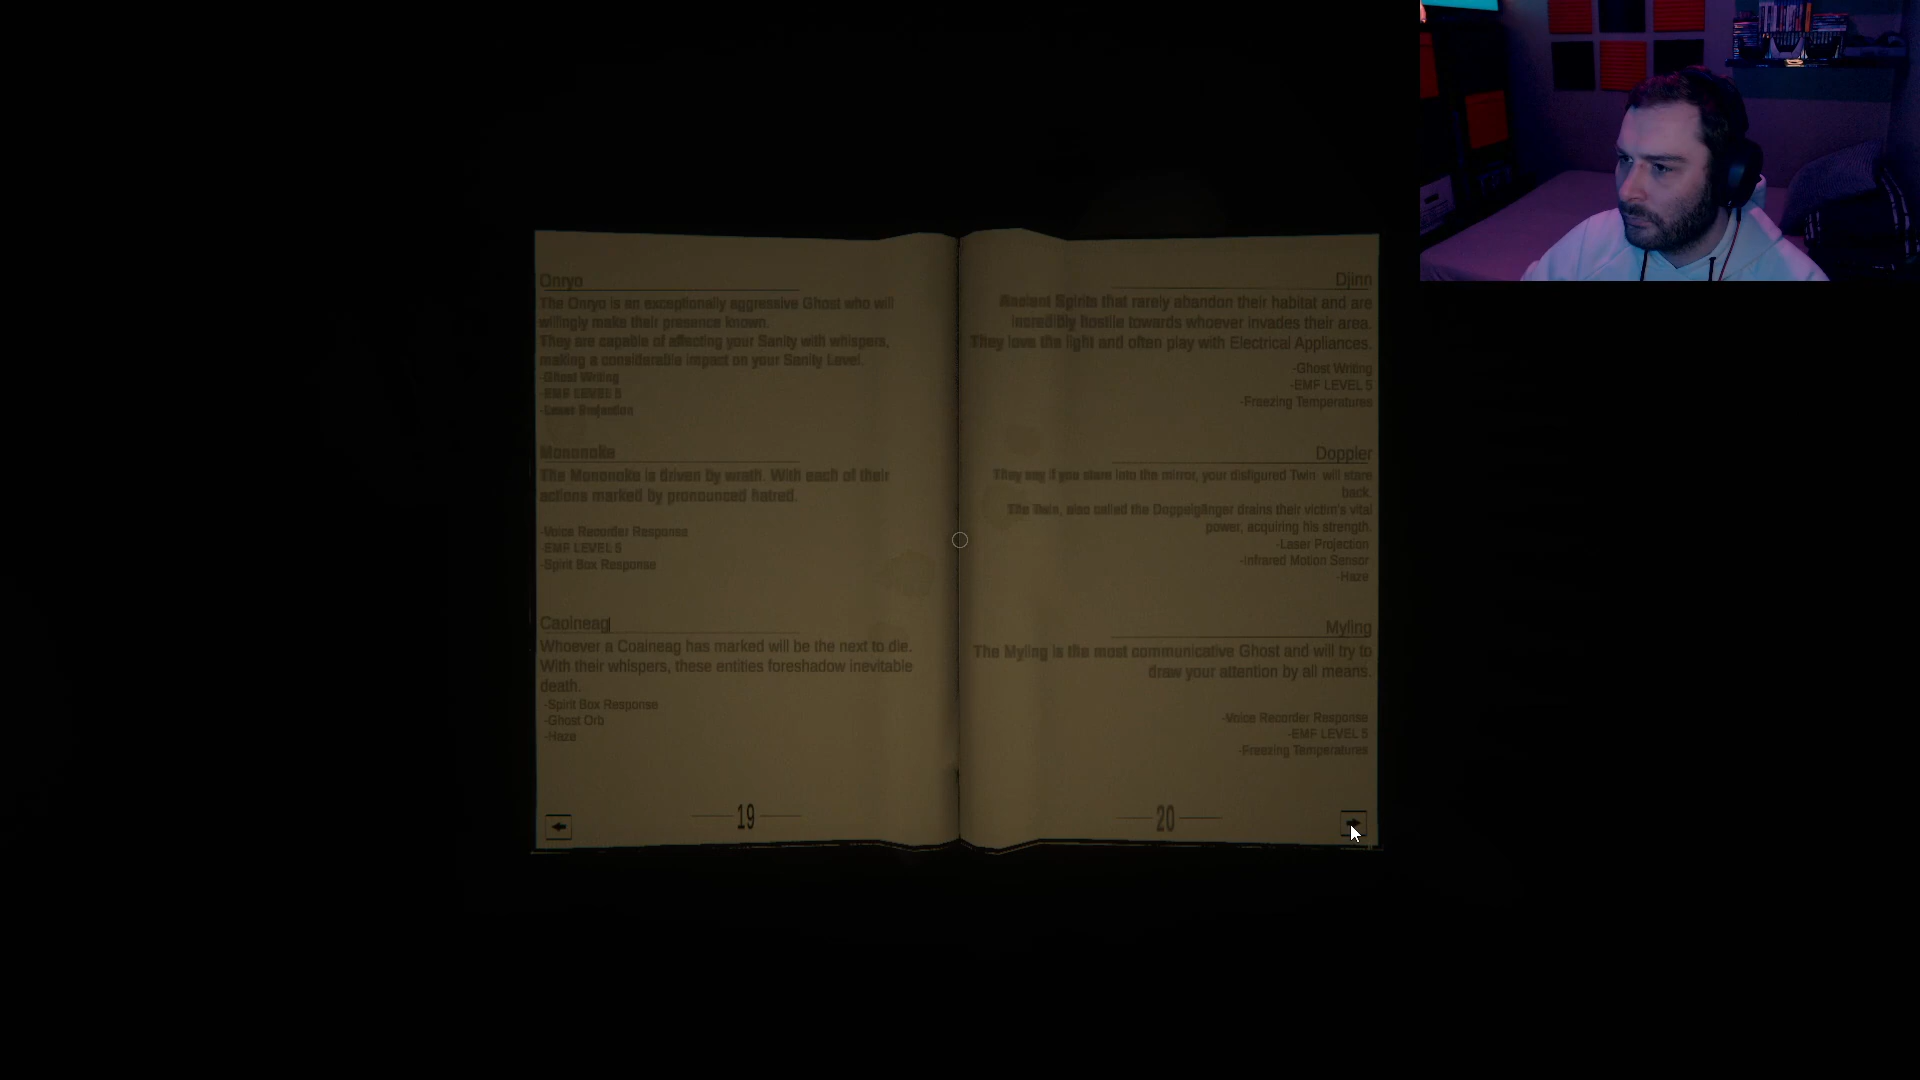 Onryo
The Onryo is an exceptionally aggressive Ghost who will
willingly make their presence known.
They are capable of affecting your Sanity with whispers,
making a considerable impact on your Sanity Level.
-Ghost Writing
-EMF LEVEL 5
-Laser Projection
Mononoke
The Mononoke is driven by wrath. With each of their
actions marked by pronounced hatred.
-Voice Recorder Response
-EMF LEVEL 5
-Spirit Box Response
Caoineag
Whoever a Coaineag has marked will be the next to die.
With their whispers, these entities foreshadow inevitable
death.
-Spirit Box Response
-Ghost Orb
-Haze
19
Djinn
Ancient Spirits that rarely abandon their habitat and are
incredibly hostile towards whoever invades their area.
They love the light and often play with Electrical Appliances.
-Ghost Writing
-EMF LEVEL 5
-Freezing Temperatures
Doppler
They say if you stare into the mirror, your disfigured Twin will stare
back.
The Twin, also called the Doppelgänger drains their victim's vital
power, acquiring his strength.
-Laser Projection
-Infrared Motion Sensor
-Haze
Myling
The Myling is the most communicative Ghost and will try to
draw your attention by all means.
-Voice Recorder Response
-EMF LEVEL 5
-Freezing Temperatures
20